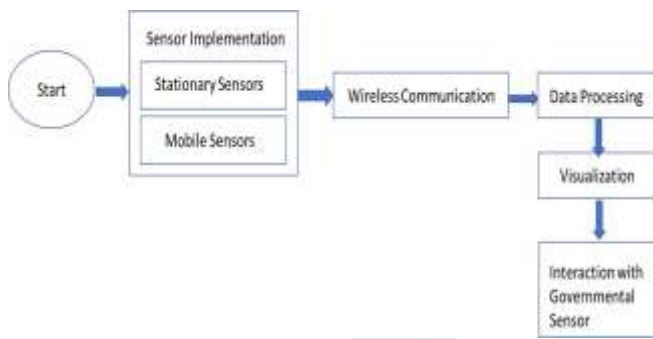 Sensor Implementation
Start
Stationary Sensors
Mobile Sensors
Wireless Communication
Data Processing
Visualization
Interaction with
Governmental
Sensor